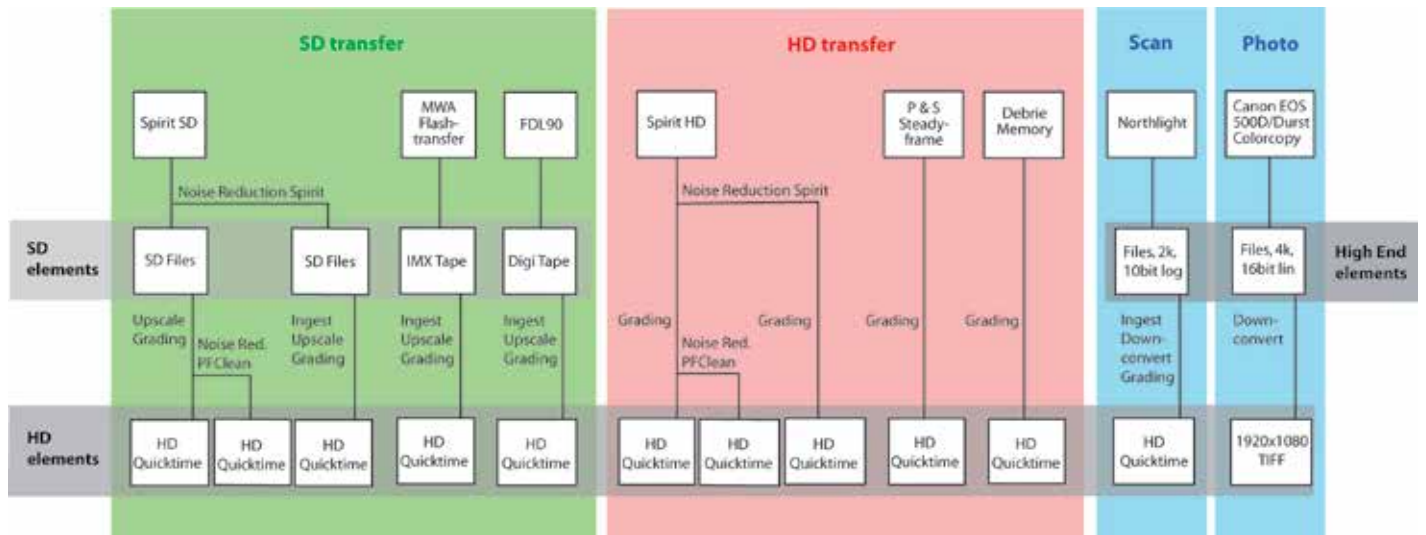 SD transfer
HD transfer
Scan
Photo
Spirit SD
MWA
Flash-
transfer
FDL90
Spirit HD
P & S
Steady-
frame
Debrie
Memory
Northlight
Canon EOS
500D/Durst
Colorcopy
Noise Reduction Spirit
Noise Reduction Spirit
SD
elements
SD Files
SD Files
IMX Tape
Digi Tape
Files, 2k,
10bit log
Files, 4k,
16bit lin
High End
elements
Upscale
Grading
Noise Red.
PFClean
Ingest
Upscale
Grading
Ingest
Upscale
Grading
Ingest
Upscale
Grading
Grading
Noise Red.
PFClean
Grading
Grading
Grading
Ingest
Down-
convert
Grading
Down-
convert
HD
elements
HD
Quicktime
HD
Quicktime
HD
Quicktime
HD
Quicktime
HD
Quicktime
HD
Quicktime
HD
Quicktime
HD
Quicktime
HD
Quicktime
HD
Quicktime
HD
Quicktime
1920x1080
TIFF